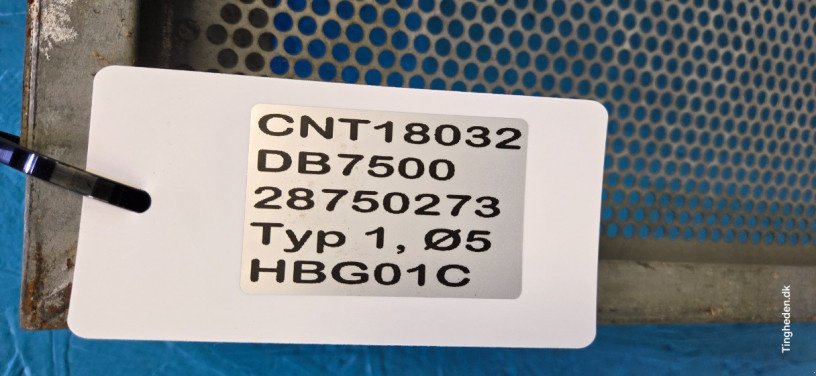 CNT18032
DB7500
28750273
Typ 1, Ø5
HBG01C
Tingheden.dk